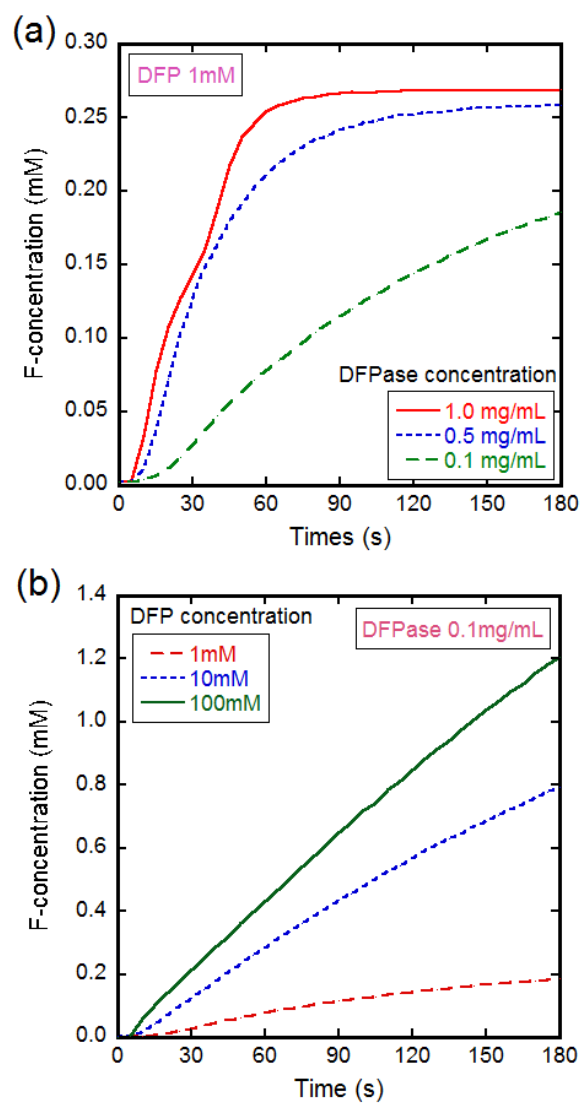 (a)
0.30
0.25
0.20
0.15
0.10
0.05
0.00
F-concentration (mM)
DFP 1mM
DFPase concentration
1.0 mg/mL
0.5 mg/mL
0.1 mg/mL
0 30 60 90 120 150 180
Times (s)
(b)
1.4
1.2
1.0
0.8
0.6
0.4
0.2
0.0
F-concentration (mM)
DFP concentration
1mM
10mM
100mM
DFPase 0.1mg/mL
0 30 60 90 120 150 180
Time (s)